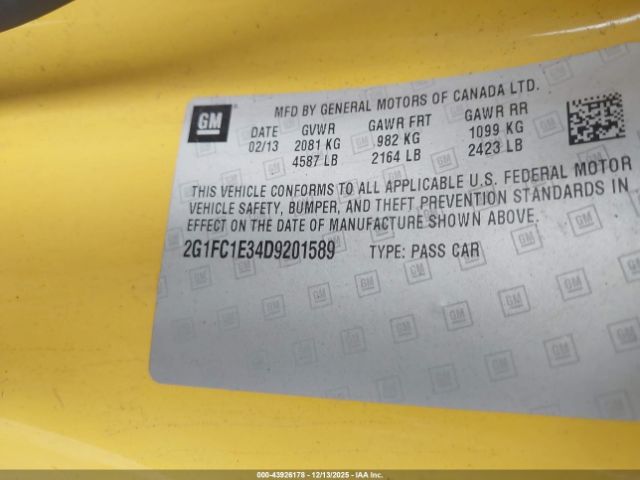 GM
MFD BY GENERAL MOTORS OF CANADA LTD.
DATE GVWR GAWR FRT GAWR RR
02/13 2081 KG 982 KG 1099 KG
4587 LB 2164 LB 2423 LB
THIS VEHICLE CONFORMS TO ALL APPLICABLE U.S. FEDERAL MOTOR
VEHICLE SAFETY, BUMPER, AND THEFT PREVENTION STANDARDS IN
EFFECT ON THE DATE OF MANUFACTURE SHOWN ABOVE.
2G1FC1E34D9201589 TYPE: PASS CAR
000-43926178 - 12/13/2025 - IAAI.CA